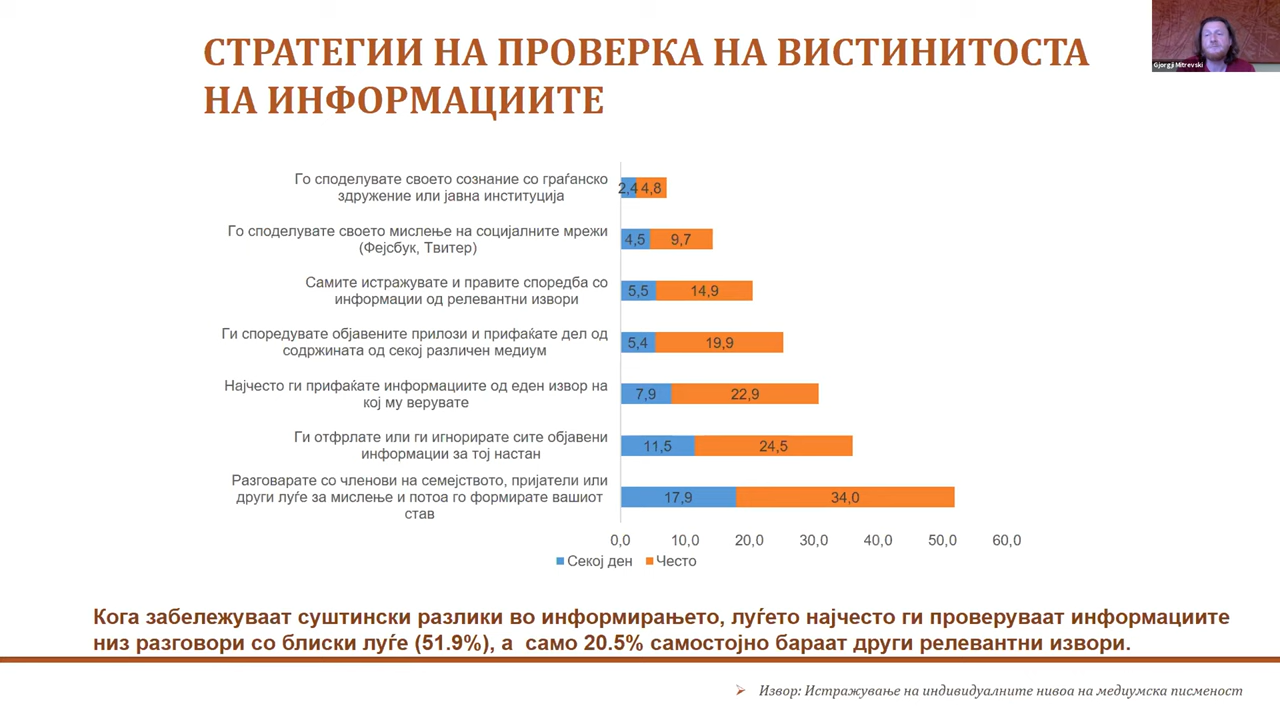 СТРАТЕГИИ НА ПРОВЕРКА НА ВИСТИНИТОСТА
НА ИНФОРМАЦИИТЕ
Gjorgji Mitrevski
Го споделувате своето сознание со граѓанско
здружение или јавна институција
2,4 4,8
Го споделувате своето мислење на социјалните мрежи
(Фејсбук, Твитер)
4,5 9,7
Самите истражувате и правите споредба со
информации од релевантни извори
5,5 14,9
Ги споредувате објавените прилози и прифаќате дел од
содржината од секој различен медиум
5,4 19,9
Најчесто ги прифаќате информациите од еден извор на
кој му верувате
7,9 22,9
Ги отфрлате или ги игнорирате сите објавени
информации за тој настан
11,5 24,5
Разговарате со членови на семејството, пријатели или
други луѓе за мислење и потоа го формирате вашиот
став
17,9 34,0
0,0 10,0 20,0 30,0 40,0 50,0 60,0
Секој ден Често
Кога забележуваат суштински разлики во информирањето, луѓето најчесто ги проверуваат информациите
низ разговори со блиски луѓе (51.9%), а само 20.5% самостојно бараат други релевантни извори.
Извор: Истражување на индивидуалните нивоа на медиумска писменост